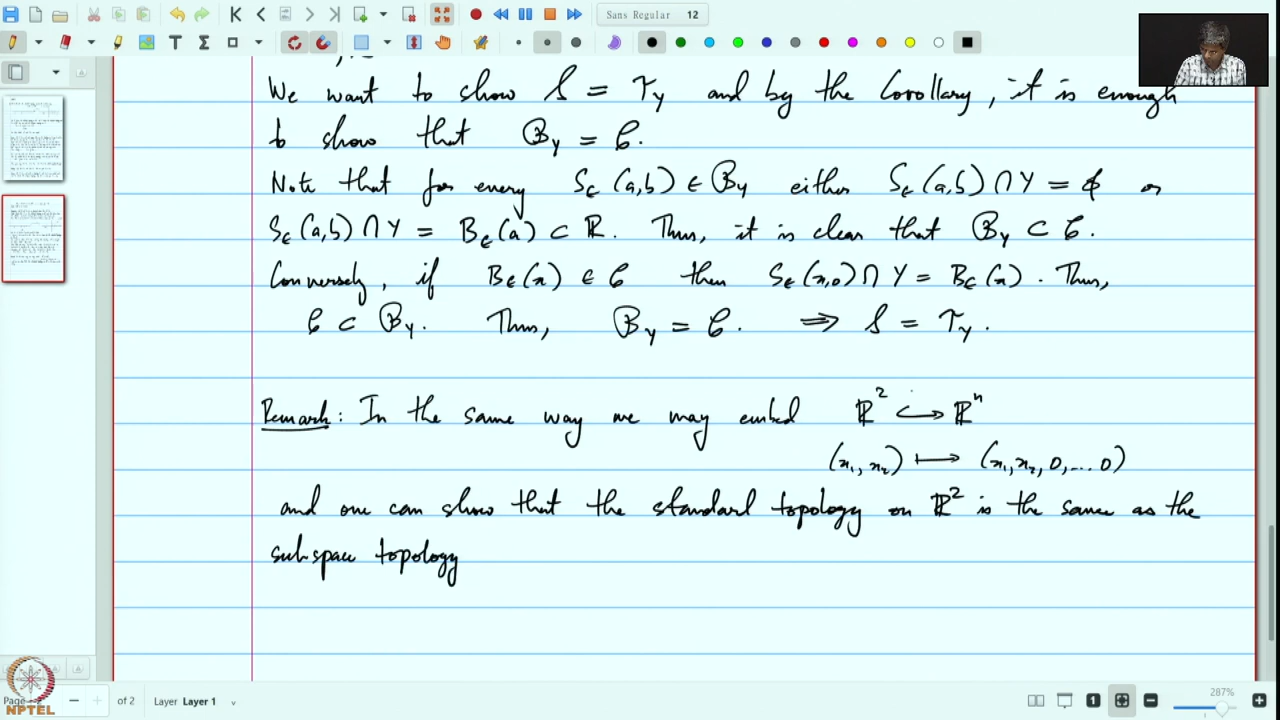 Sans Regular 12
We want to show S = τ_Y and by the Corollary, it is enough
to show that B_Y = C.
Note that for every S_ϵ(a,b) ∈ B_Y either S_ϵ(a,b) ∩ Y = ϕ or
S_ϵ(a,b) ∩ Y = B_ϵ(a) ⊂ ℝ. Thus, it is clear that B_Y ⊂ C.
Conversely, if B_ϵ(x) ∈ C then S_ϵ(x,0) ∩ Y = B_ϵ(x). Thus,
C ⊂ B_Y. Thus, B_Y = C. ⟹ S = τ_Y.
Remark: In the same way we may embed ℝ² ↪ ℝⁿ
(x₁, x₂) ↦ (x₁, x₂, 0, ... 0)
and one can show that the standard topology on ℝ² is the same as the
subspace topology
NPTEL
of 2 Layer Layer 1
287%